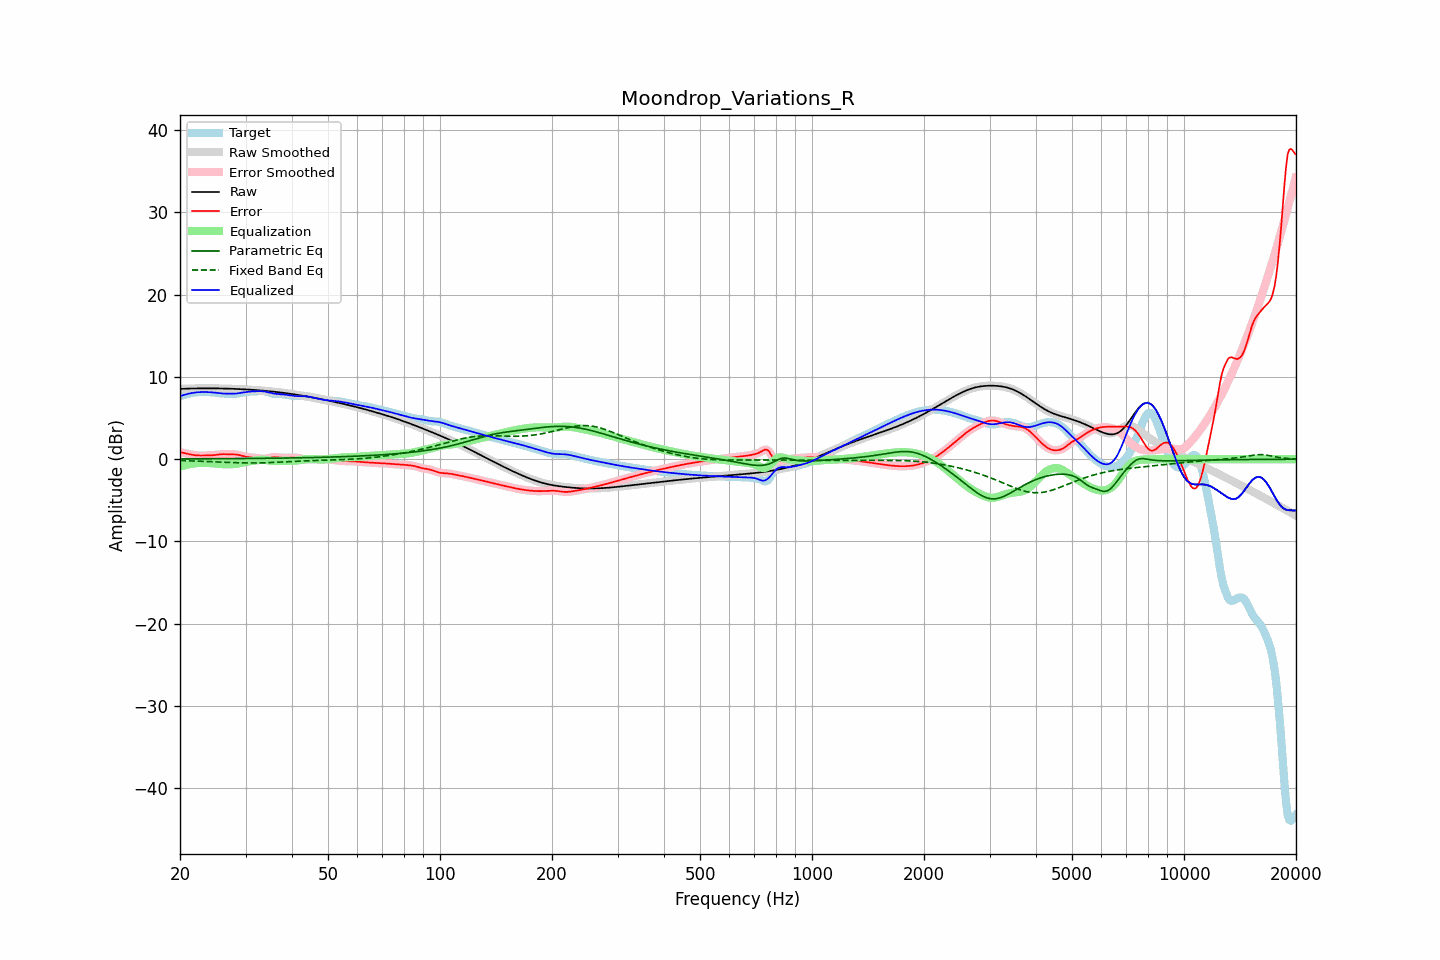 Moondrop_Variations_R
Target
Raw Smoothed
Error Smoothed
Raw
Error
Equalization
Parametric Eq
Fixed Band Eq
Equalized
40
30
20
10
0
−10
−20
−30
−40
Amplitude (dBr)
20
50
100
200
500
1000
2000
5000
10000
20000
Frequency (Hz)